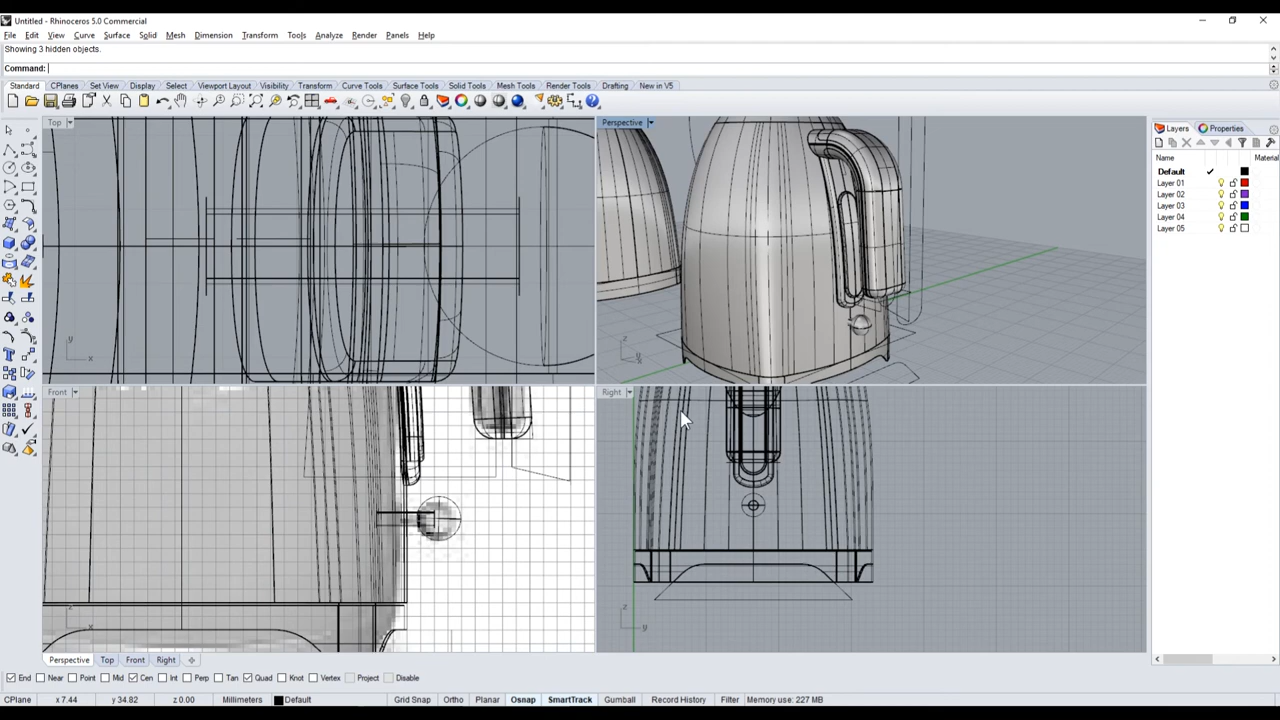 Untitled - Rhinoceros 5.0 Commercial
File Edit View Curve Surface Solid Mesh Dimension Transform Tools Analyze Render Panels Help
Showing 3 hidden objects.
Command:
Standard CPlanes Set View Display Select Viewport Layout Visibility Transform Curve Tools Surface Tools Solid Tools Mesh Tools Render Tools Drafting New in V5
Top Perspective Layers Properties
Name Material
Default
Layer 01
Layer 02
Layer 03
Layer 04
Layer 05
y x
z
Front Right
z x
z y
Perspective Top Front Right
End Near Point Mid Cen Int Perp Tan Quad Knot Vertex Project Disable
CPlane x 7.44 y 34.82 z 0.00 Millimeters Default Grid Snap Ortho Planar Osnap SmartTrack Gumball Record History Filter Memory use: 227 MB